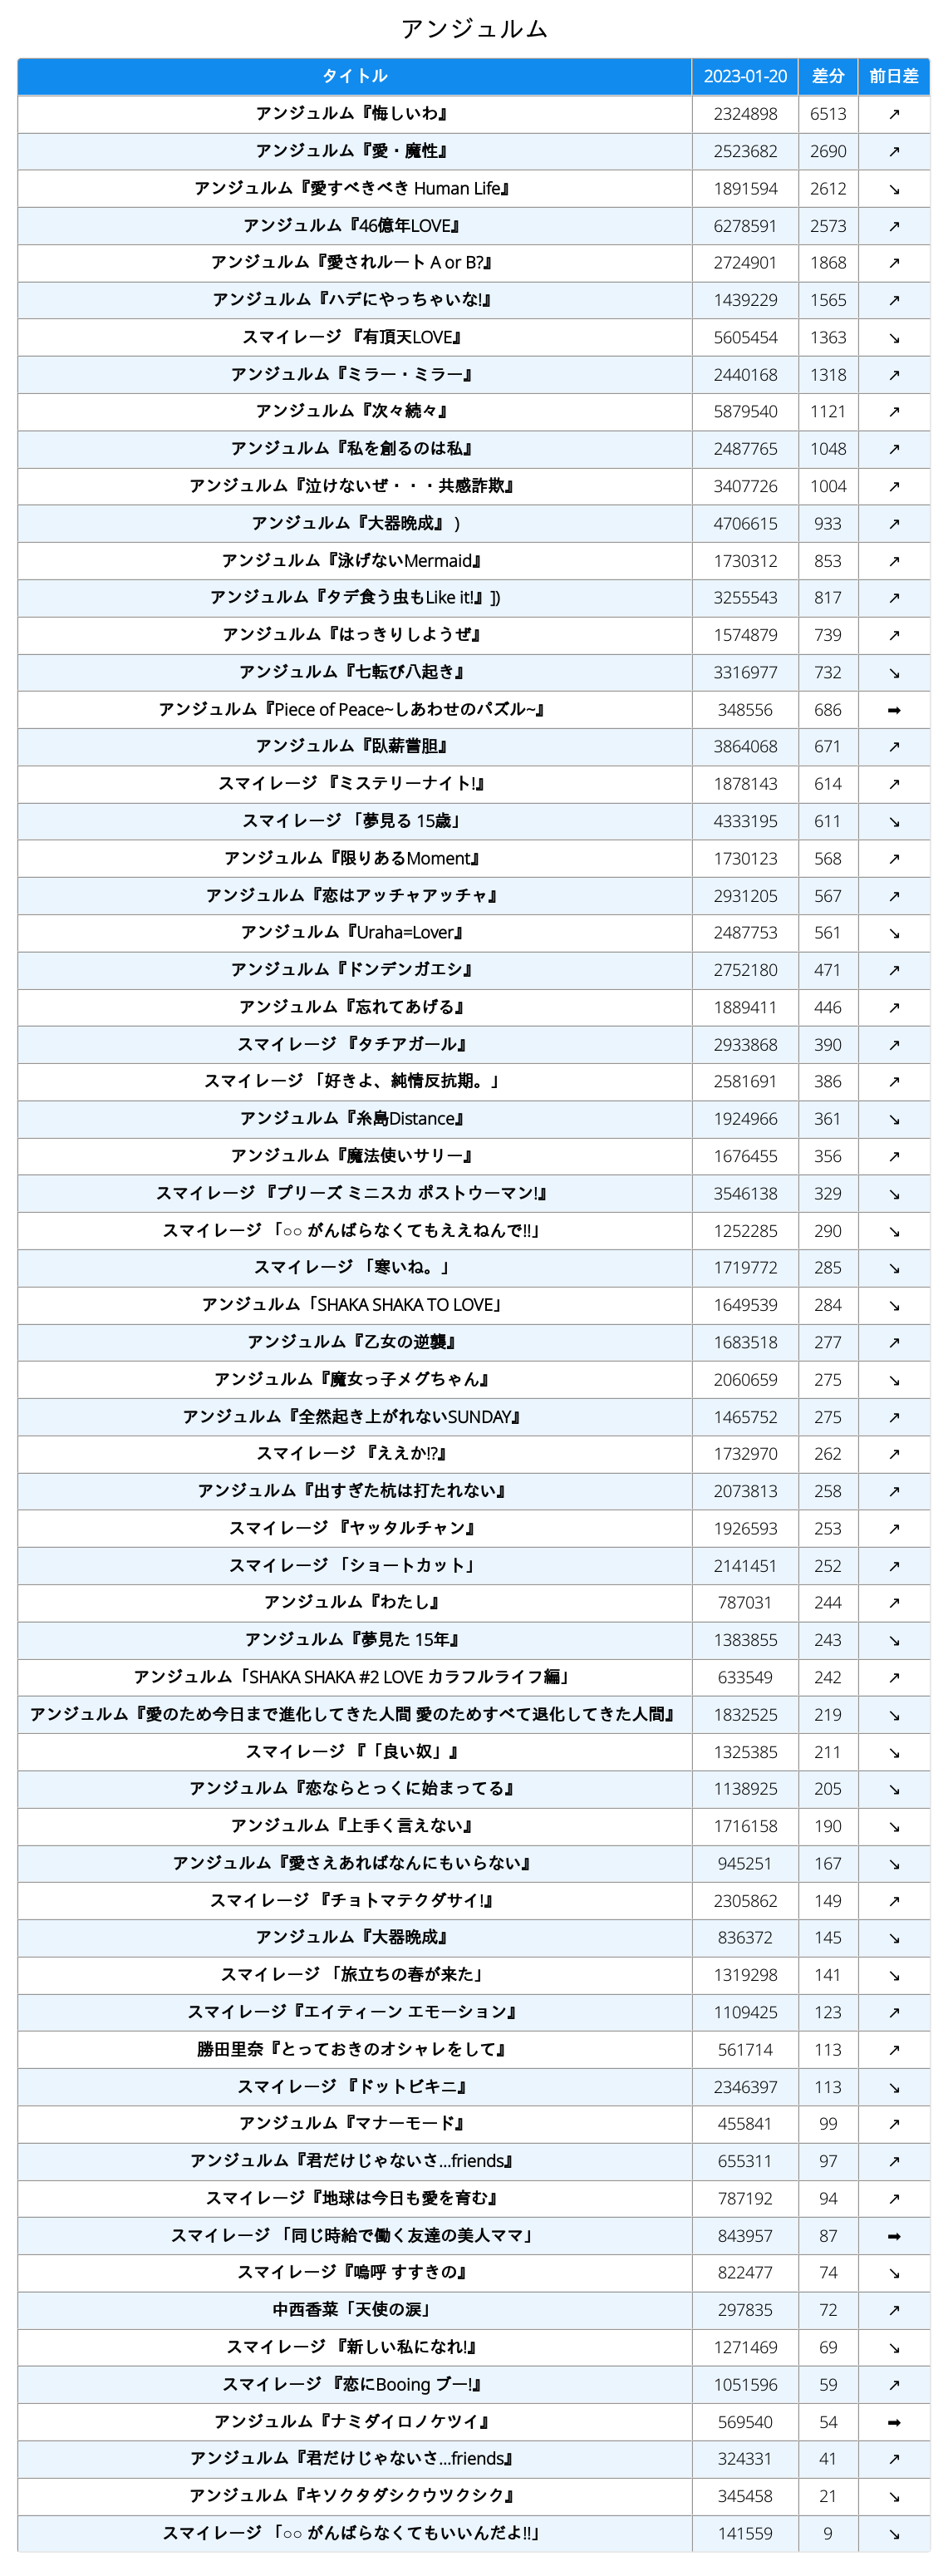 アンジュルム
タイトル 2023-01-20 差分 前日差
アンジュルム『悔しいわ』 2324898 6513 ↗
アンジュルム『愛・魔性』 2523682 2690 ↗
アンジュルム『愛すべきべき Human Life』 1891594 2612 ↘
アンジュルム『46億年LOVE』 6278591 2573 ↗
アンジュルム『愛されルート A or B?』 2724901 1868 ↗
アンジュルム『ハデにやっちゃいな!』 1439229 1565 ↗
スマイレージ 『有頂天LOVE』 5605454 1363 ↘
アンジュルム『ミラー・ミラー』 2440168 1318 ↗
アンジュルム『次々続々』 5879540 1121 ↗
アンジュルム『私を創るのは私』 2487765 1048 ↗
アンジュルム『泣けないぜ・・・共感詐欺』 3407726 1004 ↗
アンジュルム『大器晩成』 ) 4706615 933 ↗
アンジュルム『泳げないMermaid』 1730312 853 ↗
アンジュルム『タデ食う虫もLike it!』]) 3255543 817 ↗
アンジュルム『はっきりしようぜ』 1574879 739 ↗
アンジュルム『七転び八起き』 3316977 732 ↘
アンジュルム『Piece of Peace~しあわせのパズル~』 348556 686 ➡
アンジュルム『臥薪嘗胆』 3864068 671 ↗
スマイレージ 『ミステリーナイト!』 1878143 614 ↗
スマイレージ 「夢見る 15歳」 4333195 611 ↘
アンジュルム『限りあるMoment』 1730123 568 ↗
アンジュルム『恋はアッチャアッチャ』 2931205 567 ↗
アンジュルム『Uraha=Lover』 2487753 561 ↘
アンジュルム『ドンデンガエシ』 2752180 471 ↗
アンジュルム『忘れてあげる』 1889411 446 ↗
スマイレージ 『タチアガール』 2933868 390 ↗
スマイレージ 「好きよ、純情反抗期。」 2581691 386 ↗
アンジュルム『糸島Distance』 1924966 361 ↘
アンジュルム『魔法使いサリー』 1676455 356 ↗
スマイレージ 『プリーズ ミニスカ ポストウーマン!』 3546138 329 ↘
スマイレージ 「○○ がんばらなくてもええねんで!!」 1252285 290 ↘
スマイレージ 「寒いね。」 1719772 285 ↘
アンジュルム「SHAKA SHAKA TO LOVE」 1649539 284 ↘
アンジュルム『乙女の逆襲』 1683518 277 ↗
アンジュルム『魔女っ子メグちゃん』 2060659 275 ↘
アンジュルム『全然起き上がれないSUNDAY』 1465752 275 ↗
スマイレージ 『ええか!?』 1732970 262 ↗
アンジュルム『出すぎた杭は打たれない』 2073813 258 ↗
スマイレージ 『ヤッタルチャン』 1926593 253 ↗
スマイレージ 「ショートカット」 2141451 252 ↗
アンジュルム『わたし』 787031 244 ↗
アンジュルム『夢見た 15年』 1383855 243 ↘
アンジュルム「SHAKA SHAKA #2 LOVE カラフルライフ編」 633549 242 ↗
アンジュルム『愛のため今日まで進化してきた人間 愛のためすべて退化してきた人間』 1832525 219 ↘
スマイレージ 『「良い奴」』 1325385 211 ↘
アンジュルム『恋ならとっくに始まってる』 1138925 205 ↘
アンジュルム『上手く言えない』 1716158 190 ↘
アンジュルム『愛さえあればなんにもいらない』 945251 167 ↘
スマイレージ 『チョトマテクダサイ!』 2305862 149 ↗
アンジュルム『大器晩成』 836372 145 ↘
スマイレージ 「旅立ちの春が来た」 1319298 141 ↘
スマイレージ『エイティーン エモーション』 1109425 123 ↗
勝田里奈『とっておきのオシャレをして』 561714 113 ↗
スマイレージ 『ドットビキニ』 2346397 113 ↘
アンジュルム『マナーモード』 455841 99 ↗
アンジュルム『君だけじゃないさ...friends』 655311 97 ↗
スマイレージ『地球は今日も愛を育む』 787192 94 ↗
スマイレージ 「同じ時給で働く友達の美人ママ」 843957 87 ➡
スマイレージ『嗚呼 すすきの』 822477 74 ↘
中西香菜「天使の涙」 297835 72 ↗
スマイレージ 『新しい私になれ!』 1271469 69 ↘
スマイレージ 『恋にBooing ブー!』 1051596 59 ↗
アンジュルム『ナミダイロノケツイ』 569540 54 ➡
アンジュルム『君だけじゃないさ...friends』 324331 41 ↗
アンジュルム『キソクタダシクウツクシク』 345458 21 ↘
スマイレージ 「○○ がんばらなくてもいいんだよ!!」 141559 9 ↘